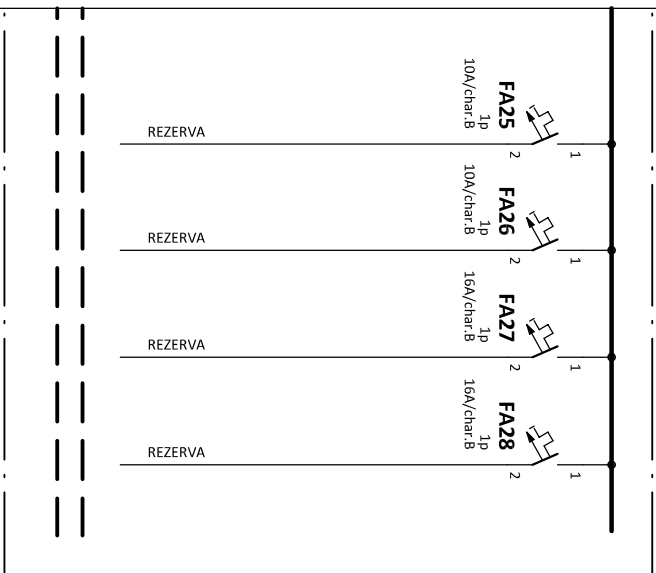 FA25
1p
10A/char.B
REZERVA
2
1
FA26
1p
10A/char.B
REZERVA
2
1
FA27
1p
16A/char.B
REZERVA
2
1
FA28
1p
16A/char.B
REZERVA
2
1